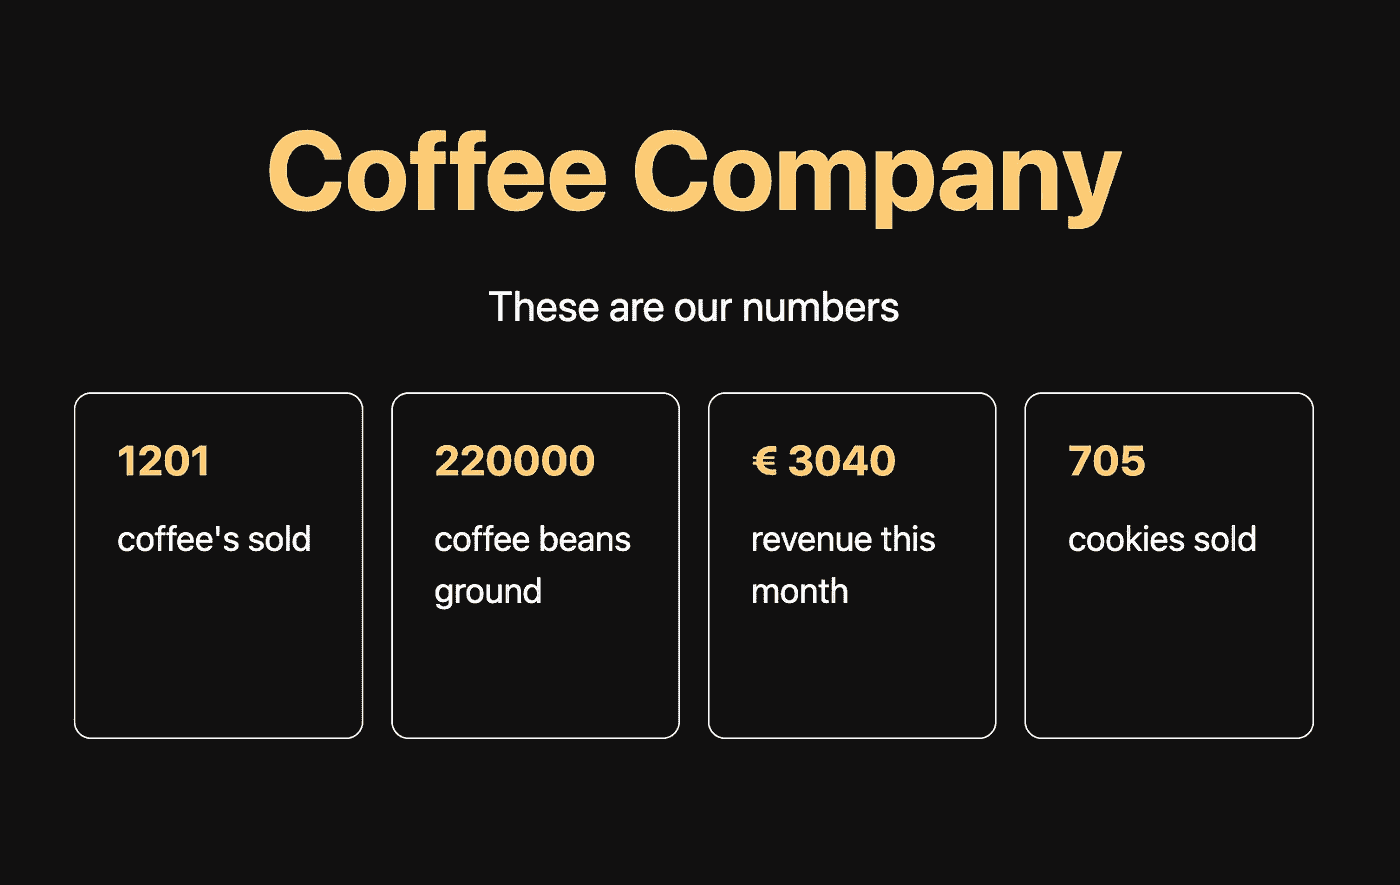 Coffee Company
These are our numbers
1201
coffee's sold
220000
coffee beans
ground
€ 3040
revenue this
month
705
cookies sold